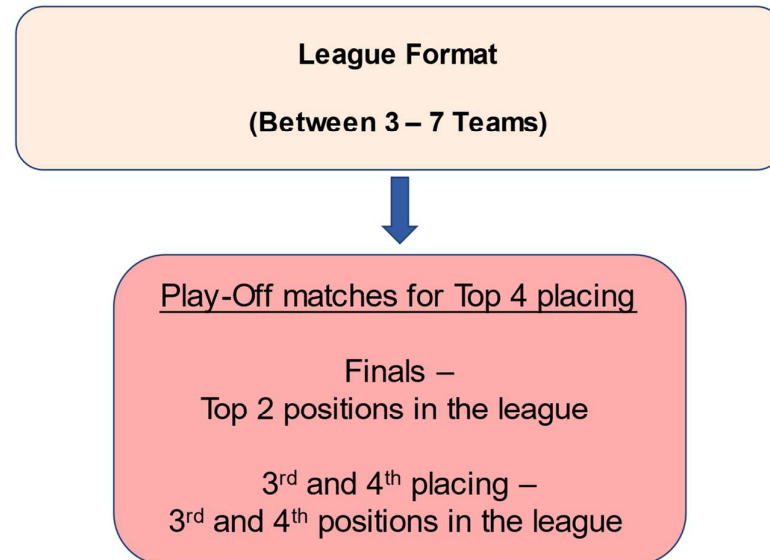 League Format
(Between 3 – 7 Teams)
Play-Off matches for Top 4 placing
Finals –
Top 2 positions in the league
3rd and 4th placing –
3rd and 4th positions in the league